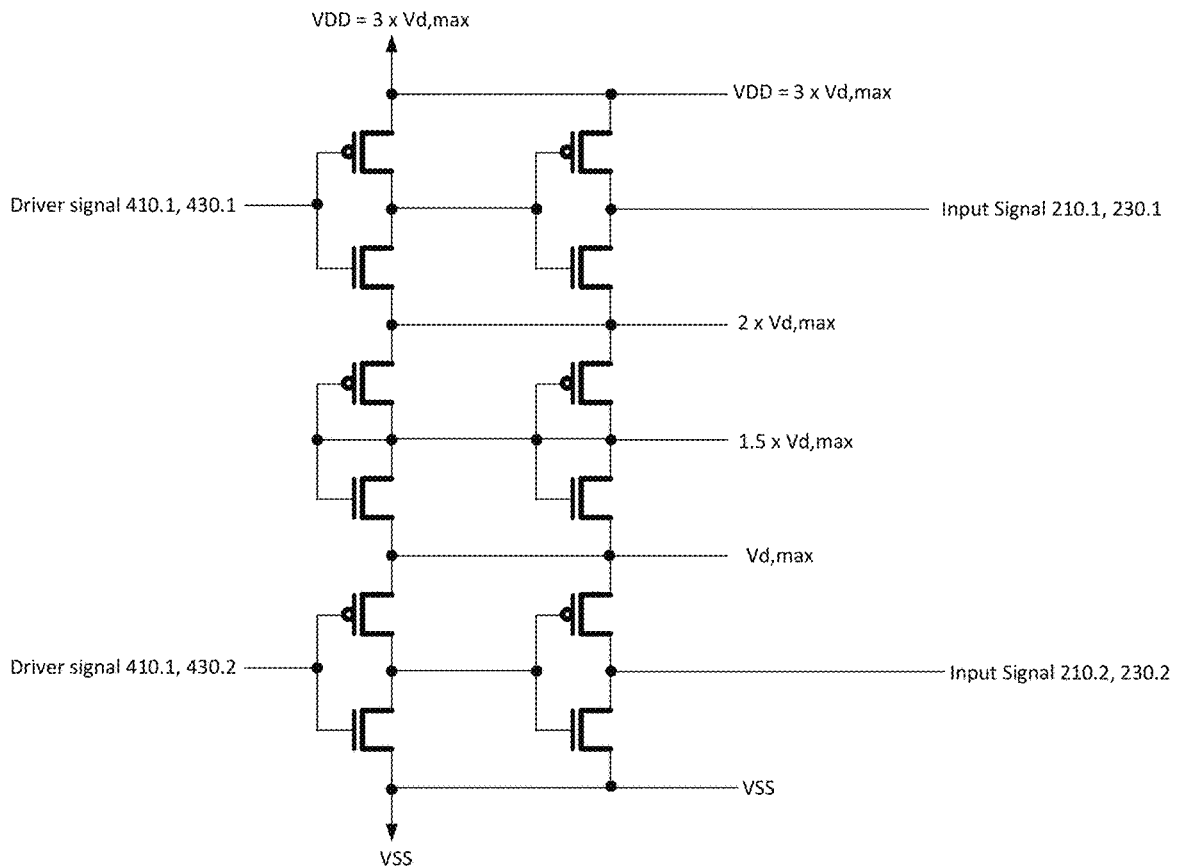 VDD = 3 x Vd,max
VDD = 3 x Vd,max
Driver signal 410.1, 430.1
Input Signal 210.1, 230.1
2 x Vd,max
1.5 x Vd,max
Vd,max
Driver signal 410.1, 430.2
Input Signal 210.2, 230.2
VSS
VSS